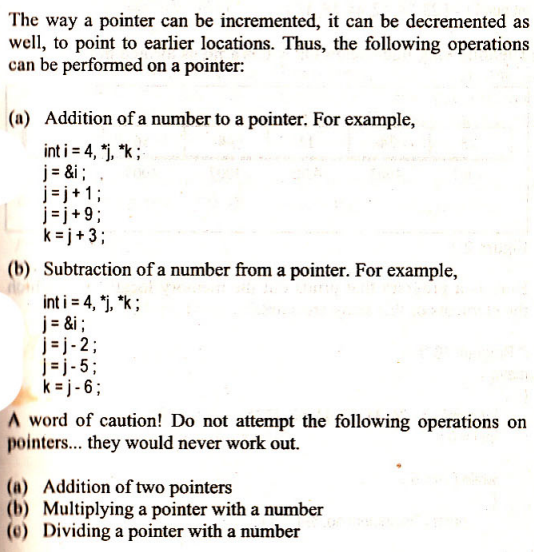 The way a pointer can be incremented, it can be decremented as
well, to point to earlier locations. Thus, the following operations
can be performed on a pointer:
(a) Addition of a number to a pointer. For example,
int i = 4, *j, *k ;
j = &i ;
j = j + 1 ;
j = j + 9 ;
k = j + 3 ;
(b) Subtraction of a number from a pointer. For example,
int i = 4, *j, *k ;
j = &i ;
j = j - 2 ;
j = j - 5 ;
k = j - 6 ;
A word of caution! Do not attempt the following operations on
pointers... they would never work out.
(a) Addition of two pointers
(b) Multiplying a pointer with a number
(c) Dividing a pointer with a number